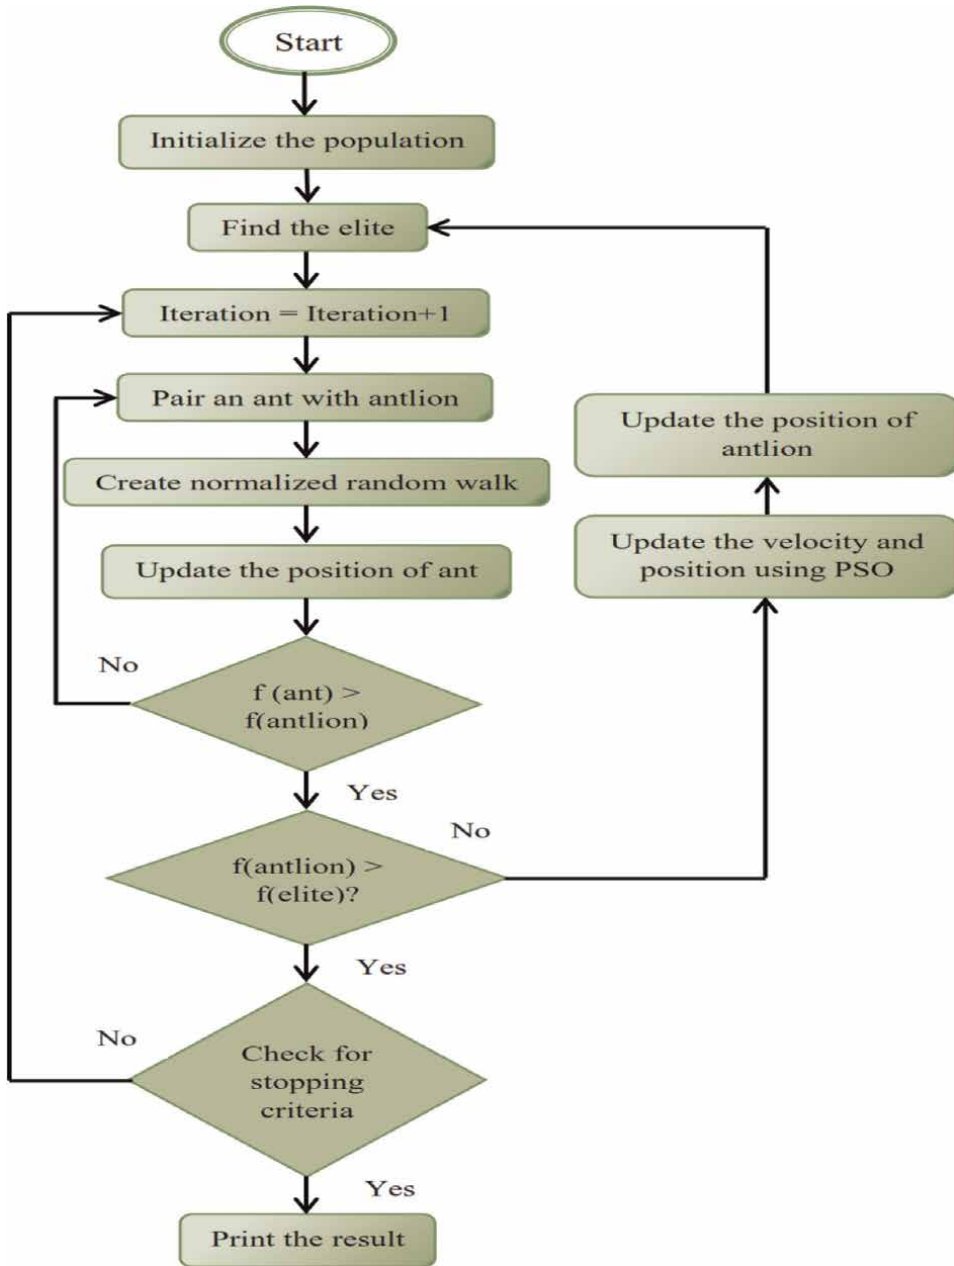 Start
Initialize the population
Find the elite
Iteration = Iteration+1
Pair an ant with antlion
Create normalized random walk
Update the position of ant
No
f (ant) >
f(antlion)
Yes
No
f(antlion) >
f(elite)?
Yes
No
Check for
stopping
criteria
Yes
Print the result
Update the position of
antlion
Update the velocity and
position using PSO